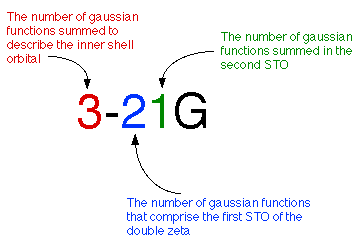 The number of gaussian
functions summed to
describe the inner shell
orbital
The number of gaussian
functions summed in the
second STO
3-21G
The number of gaussian functions
that comprise the first STO of the
double zeta